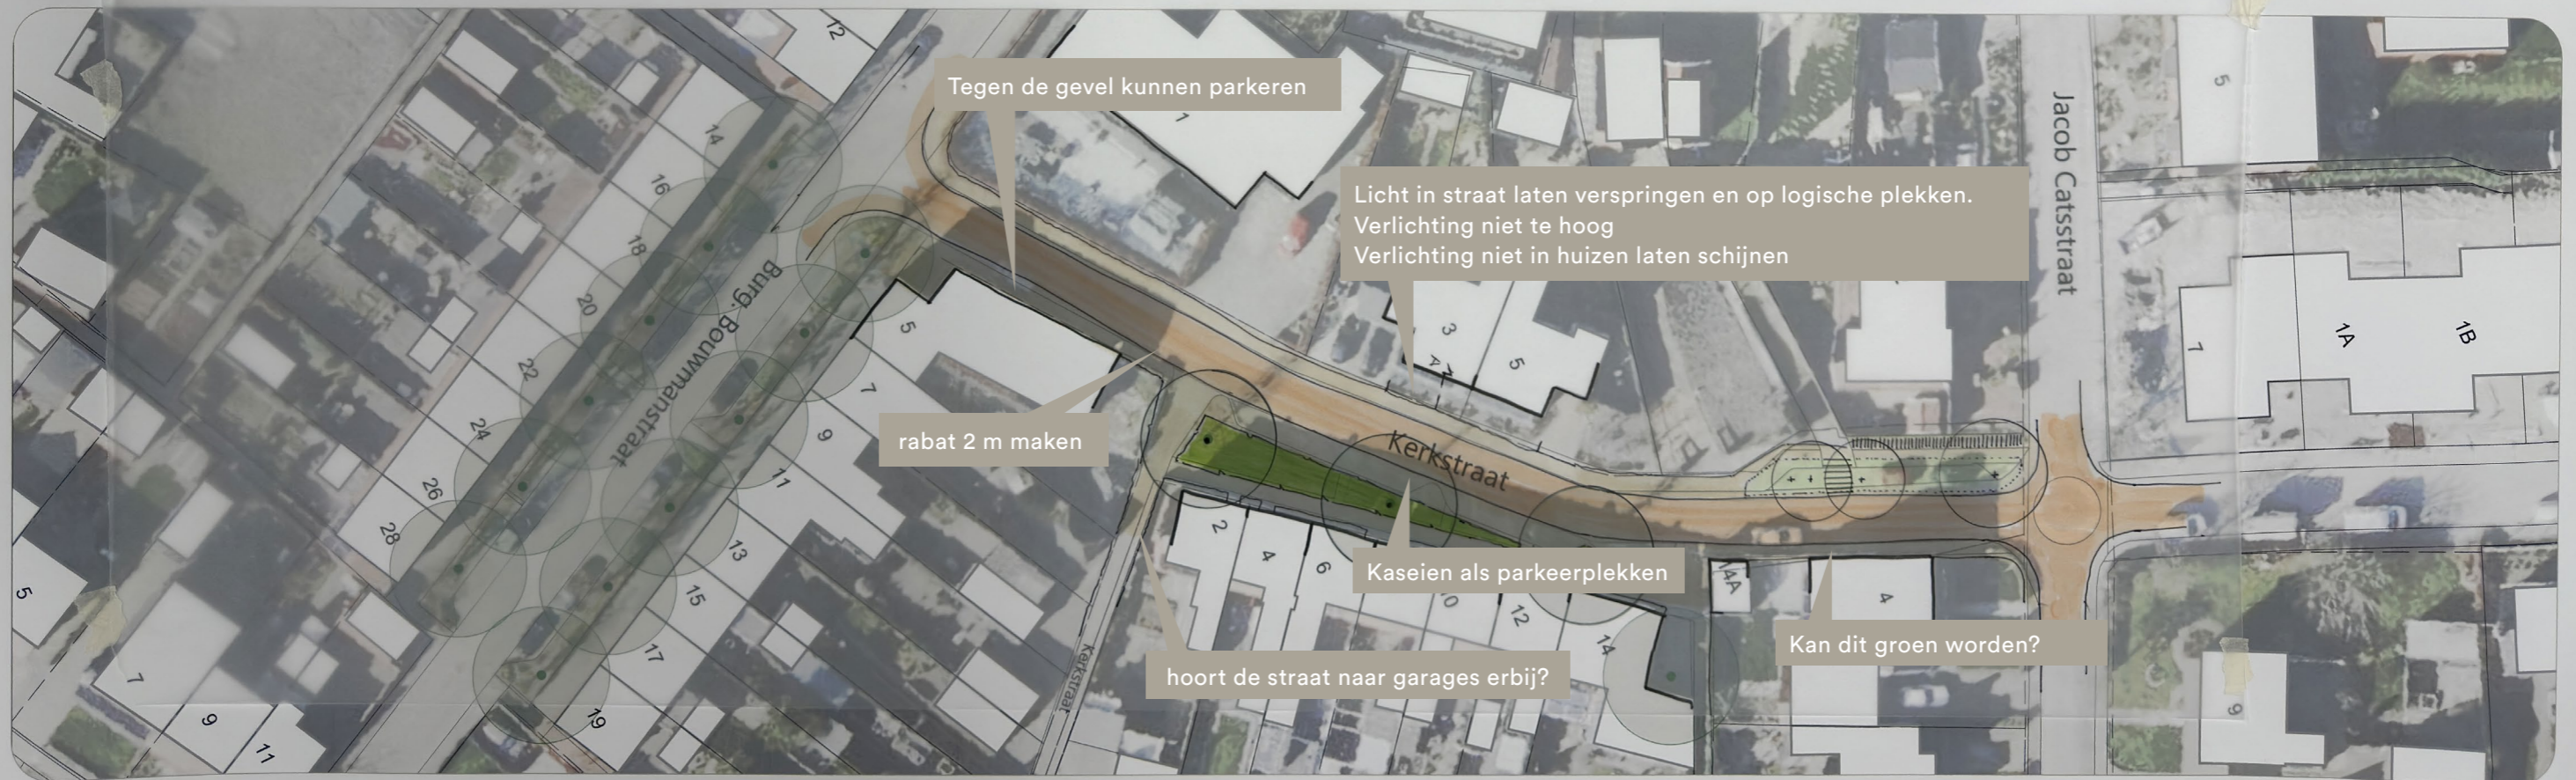 Tegen de gevel kunnen parkeren
Licht in straat laten verspringen en op logische plekken.
Verlichting niet te hoog
Verlichting niet in huizen laten schijnen
rabat 2 m maken
Kaseien als parkeerplekken
hoort de straat naar garages erbij?
Kan dit groen worden?
Burg. Bouwmanstraat
Kerkstraat
Kerkstraat
Jacob Catsstraat
12
14
16
18
20
22
24
26
28
5
7
9
11
5
7
9
11
13
15
17
19
1
3
5
2
4
6
12
14
4A
4
5
7
1A
1B
9